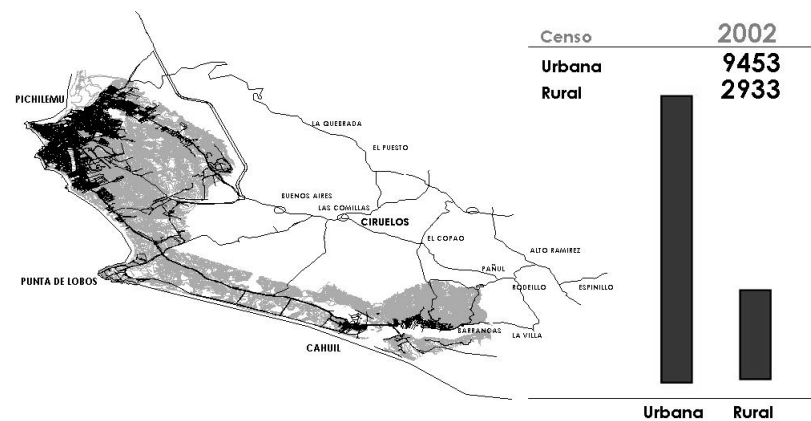 Censo 2002
Urbana 9453
Rural 2933
PICHILEMU
LA QUEBRADA
EL PUESTO
BUENOS AIRES
LAS COMILLAS
CIRUELOS
EL COPAO
ALTO RAMIREZ
PAÑUL
PUNTA DE LOBOS
RODEILLO
ESPINILLO
BARRANCAS
LA VILLA
CAHUIL
Urbana Rural